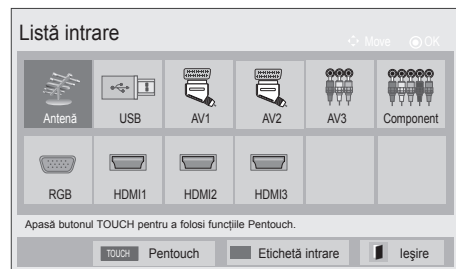 Listă intrare
Move OK
Antenă USB AV1 AV2 AV3 Component
RGB HDMI1 HDMI2 HDMI3
Apasă butonul TOUCH pentru a folosi funcțiile Pentouch.
TOUCH Pentouch Etichetă intrare Ieșire